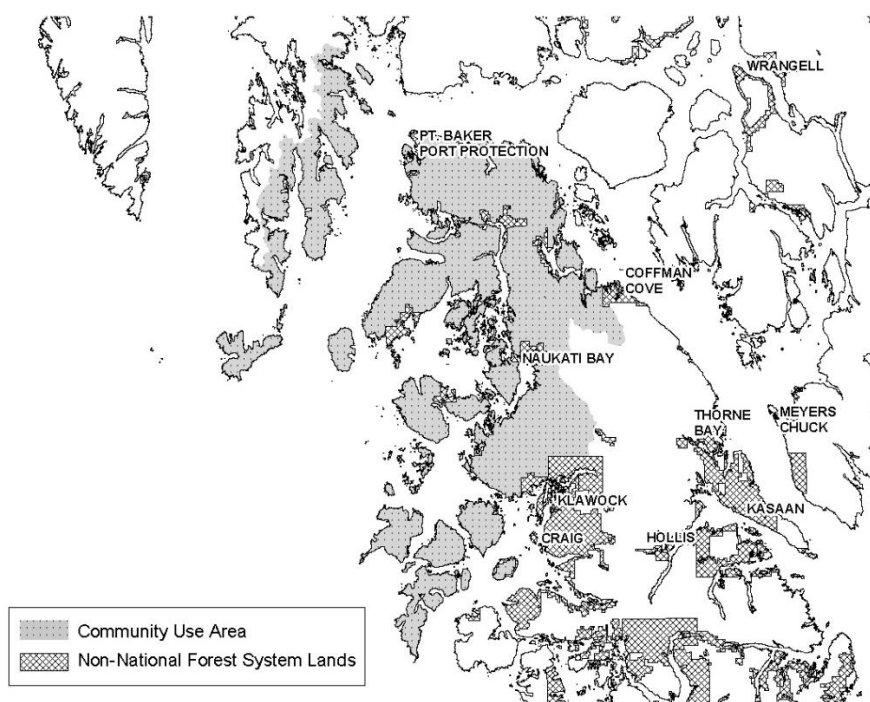 WRANGELL
PT. BAKER
PORT PROTECTION
COFFMAN
COVE
NAUKATI BAY
THORNE
BAY
MEYERS
CHUCK
KLAWOCK
KASAAN
CRAIG
HOLLIS
Community Use Area
Non-National Forest System Lands